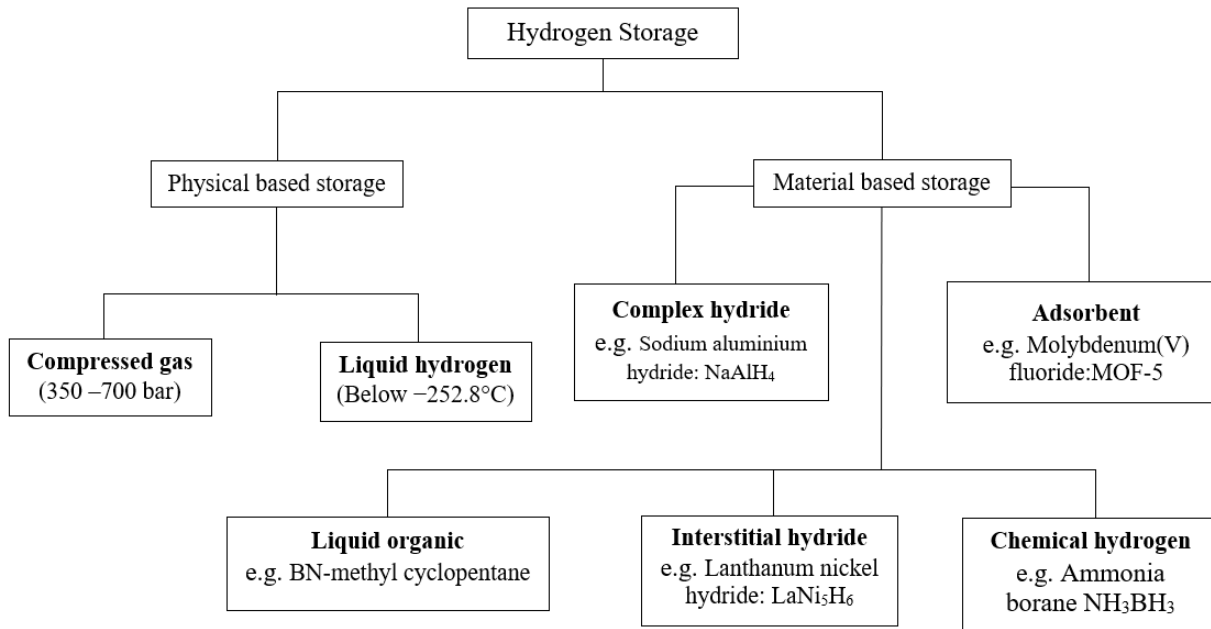 Hydrogen Storage
Physical based storage
Material based storage
Compressed gas
(350 –700 bar)
Liquid hydrogen
(Below −252.8°C)
Complex hydride
e.g. Sodium aluminium
hydride: NaAlH₄
Adsorbent
e.g. Molybdenum(V)
fluoride:MOF-5
Liquid organic
e.g. BN-methyl cyclopentane
Interstitial hydride
e.g. Lanthanum nickel
hydride: LaNi₅H₆
Chemical hydrogen
e.g. Ammonia
borane NH₃BH₃